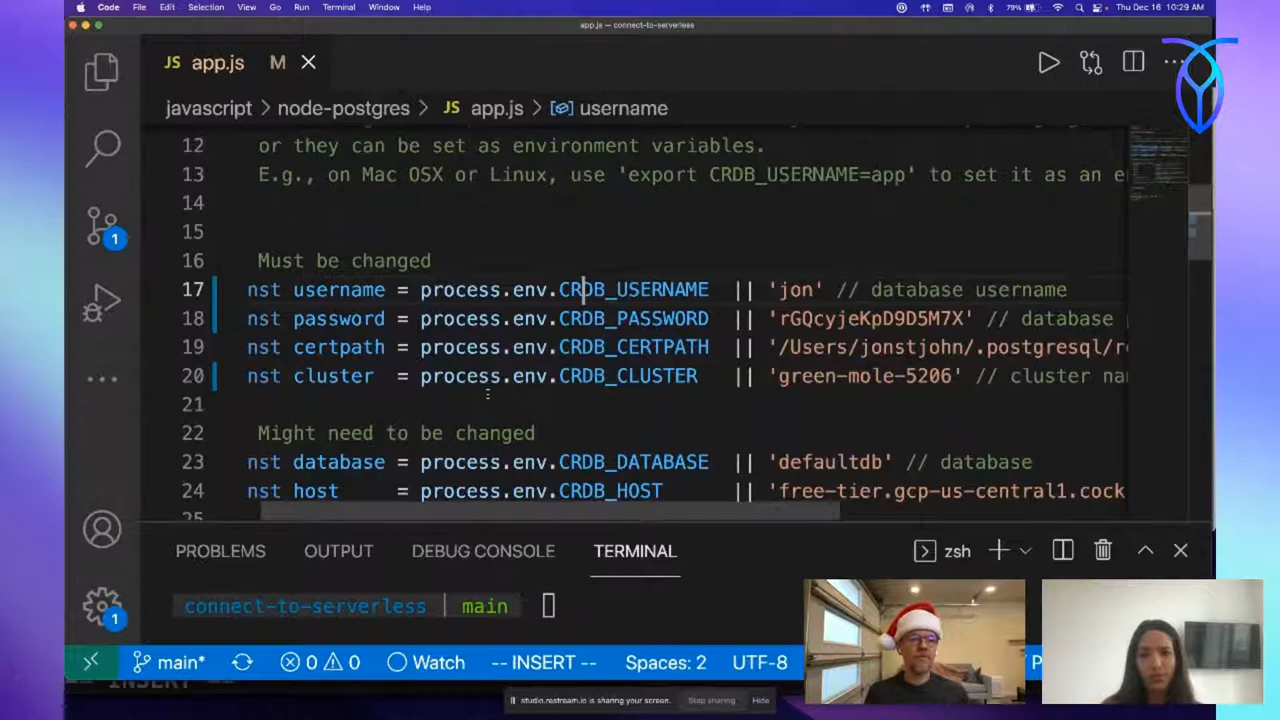 Code File Edit Selection View Go Run Terminal Window Help 79% Thu Dec 16 10:29 AM
app.js — connect-to-serverless
JS app.js M
javascript > node-postgres > JS app.js > username
12 or they can be set as environment variables.
13 E.g., on Mac OSX or Linux, use 'export CRDB_USERNAME=app' to set it as an
14
15
16 Must be changed
17 nst username = process.env.CRDB_USERNAME || 'jon' // database username
18 nst password = process.env.CRDB_PASSWORD || 'rGQcyjeKpD9D5M7X' // database
19 nst certpath = process.env.CRDB_CERTPATH || '/Users/jonstjohn/.postgresql/r
20 nst cluster = process.env.CRDB_CLUSTER || 'green-mole-5206' // cluster na
21
22 Might need to be changed
23 nst database = process.env.CRDB_DATABASE || 'defaultdb' // database
24 nst host = process.env.CRDB_HOST || 'free-tier.gcp-us-central1.cock
25
1
1
PROBLEMS OUTPUT DEBUG CONSOLE TERMINAL zsh
connect-to-serverless | main
main* 0 0 Watch -- INSERT -- Spaces: 2 UTF-8
-- INSERT --
studio.restream.io is sharing your screen. Stop sharing Hide